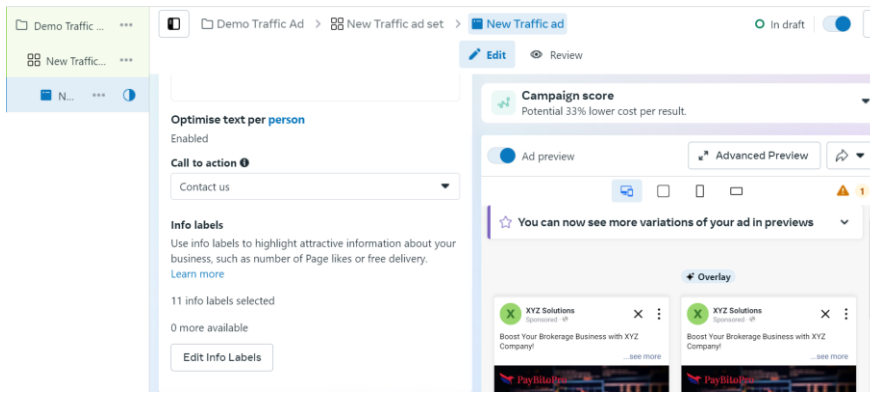 Demo Traffic ...
New Traffic...
N...
Demo Traffic Ad > New Traffic ad set > New Traffic ad
In draft
Edit
Review
Optimise text per person
Enabled
Call to action
Contact us
Info labels
Use info labels to highlight attractive information about your
business, such as number of Page likes or free delivery.
Learn more
11 info labels selected
0 more available
Edit Info Labels
Campaign score
Potential 33% lower cost per result.
Ad preview
Advanced Preview
1
You can now see more variations of your ad in previews
Overlay
X
XYZ Solutions
Sponsored
Boost Your Brokerage Business with XYZ
Company!
...see more
PayBitoPro
X
XYZ Solutions
Sponsored
Boost Your Brokerage Business with XYZ
Company!
...see more
PayBitoPro